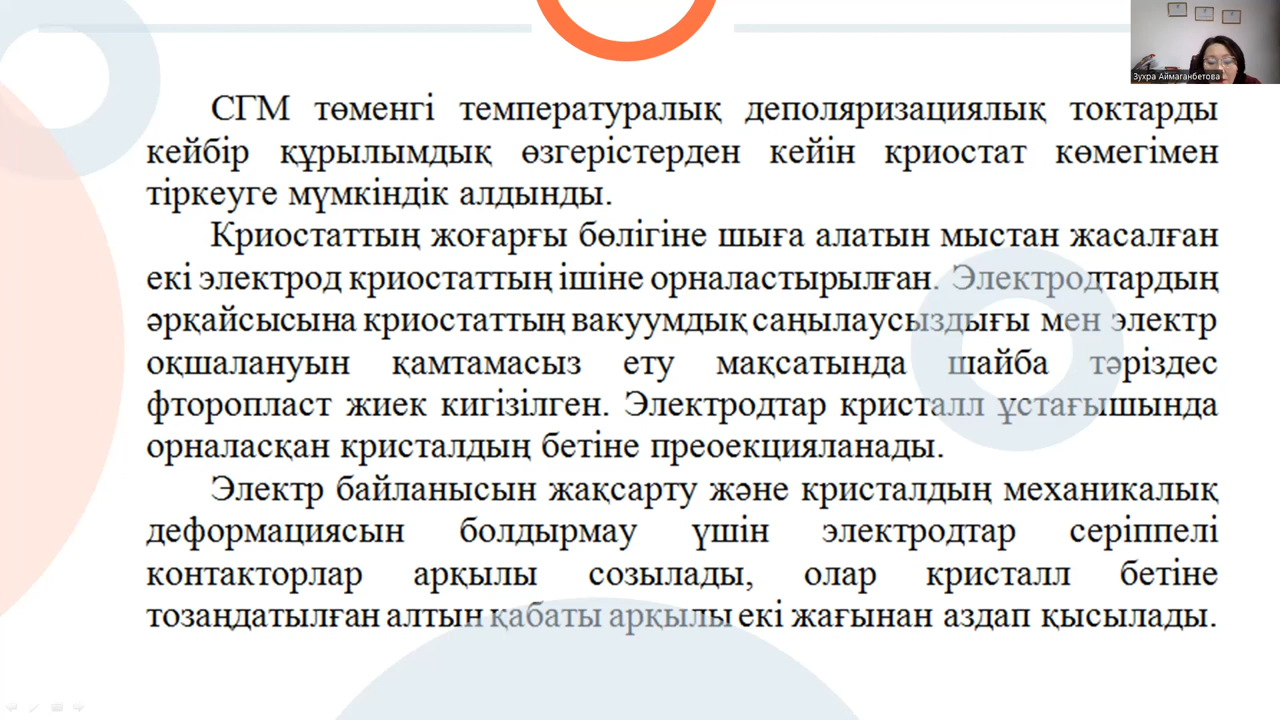 Зухра Аймаганбетова
СГМ төменгі температуралық деполяризациялық токтарды
кейбір құрылымдық өзгерістерден кейін криостат көмегімен
тіркеуге мүмкіндік алдынды.
Криостаттың жоғарғы бөлігіне шыға алатын мыстан жасалған
екі электрод криостаттың ішіне орналастырылған. Электродтардың
әрқайсысына криостаттың вакуумдық саңылаусыздығы мен электр
оқшалануын қамтамасыз ету мақсатында шайба тәріздес
фторопласт жиек кигізілген. Электродтар кристалл ұстағышында
орналасқан кристалдың бетіне преоекцияланады.
Электр байланысын жақсарту және кристалдың механикалық
деформациясын болдырмау үшін электродтар серіппелі
контакторлар арқылы созылады, олар кристалл бетіне
тозаңдатылған алтын қабаты арқылы екі жағынан аздап қысылады.